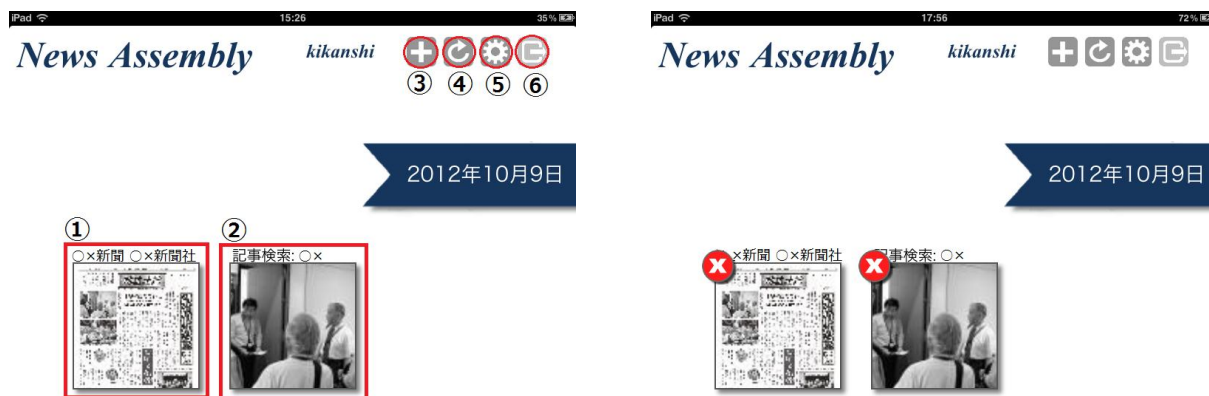 iPad 15:26 35%
News Assembly kikanshi
③ ④ ⑤ ⑥
2012年10月9日
① ②
○×新聞 ○×新聞社 記事検索: ○×
iPad 17:56 72%
News Assembly kikanshi
2012年10月9日
×新聞 ○×新聞社 記事検索: ○×